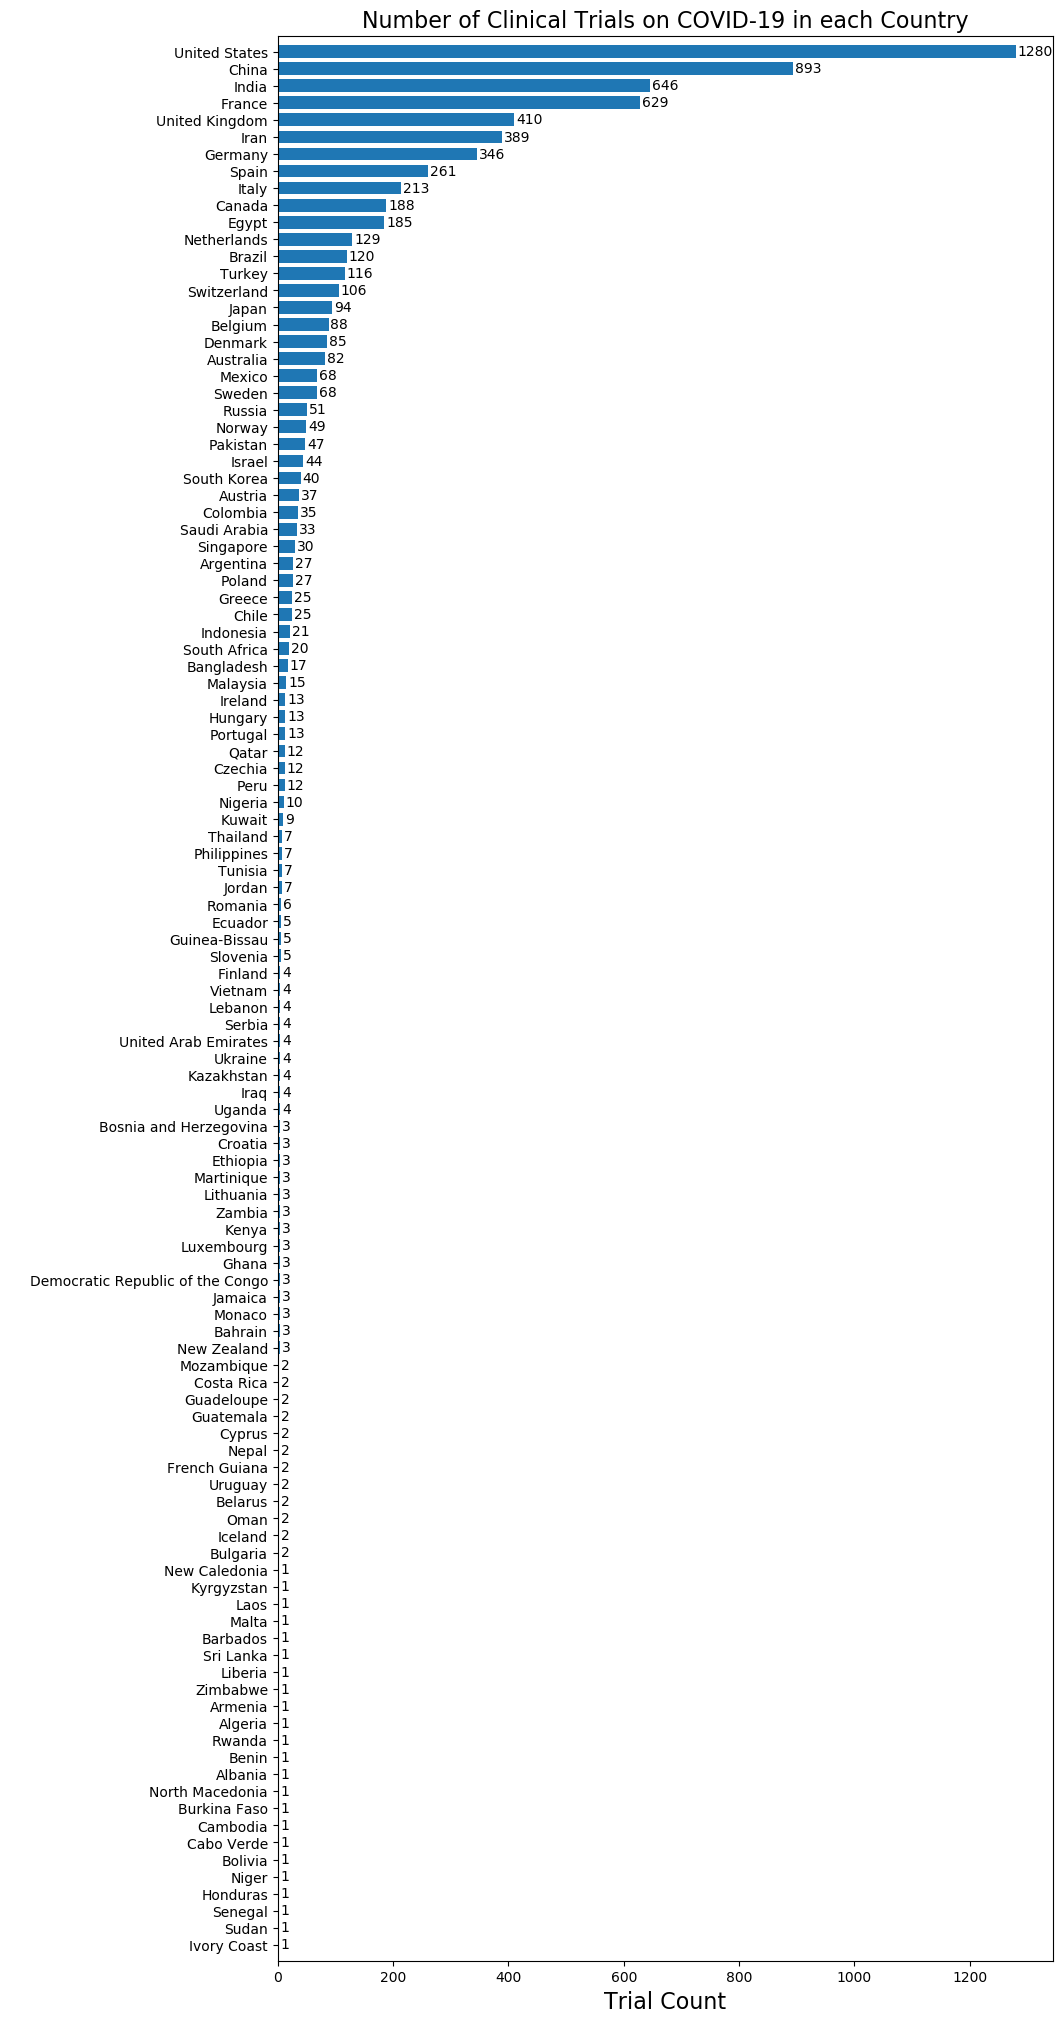 Number of Clinical Trials on COVID-19 in each Country
United States 1280
China 893
India 646
France 629
United Kingdom 410
Iran 389
Germany 346
Spain 261
Italy 213
Canada 188
Egypt 185
Netherlands 129
Brazil 120
Turkey 116
Switzerland 106
Japan 94
Belgium 88
Denmark 85
Australia 82
Mexico 68
Sweden 68
Russia 51
Norway 49
Pakistan 47
Israel 44
South Korea 40
Austria 37
Colombia 35
Saudi Arabia 33
Singapore 30
Argentina 27
Poland 27
Greece 25
Chile 25
Indonesia 21
South Africa 20
Bangladesh 17
Malaysia 15
Ireland 13
Hungary 13
Portugal 13
Qatar 12
Czechia 12
Peru 12
Nigeria 10
Kuwait 9
Thailand 7
Philippines 7
Tunisia 7
Jordan 7
Romania 6
Ecuador 5
Guinea-Bissau 5
Slovenia 5
Finland 4
Vietnam 4
Lebanon 4
Serbia 4
United Arab Emirates 4
Ukraine 4
Kazakhstan 4
Iraq 4
Uganda 4
Bosnia and Herzegovina 3
Croatia 3
Ethiopia 3
Martinique 3
Lithuania 3
Zambia 3
Kenya 3
Luxembourg 3
Ghana 3
Democratic Republic of the Congo 3
Jamaica 3
Monaco 3
Bahrain 3
New Zealand 3
Mozambique 2
Costa Rica 2
Guadeloupe 2
Guatemala 2
Cyprus 2
Nepal 2
French Guiana 2
Uruguay 2
Belarus 2
Oman 2
Iceland 2
Bulgaria 2
New Caledonia 1
Kyrgyzstan 1
Laos 1
Malta 1
Barbados 1
Sri Lanka 1
Liberia 1
Zimbabwe 1
Armenia 1
Algeria 1
Rwanda 1
Benin 1
Albania 1
North Macedonia 1
Burkina Faso 1
Cambodia 1
Cabo Verde 1
Bolivia 1
Niger 1
Honduras 1
Senegal 1
Sudan 1
Ivory Coast 1
0 200 400 600 800 1000 1200
Trial Count